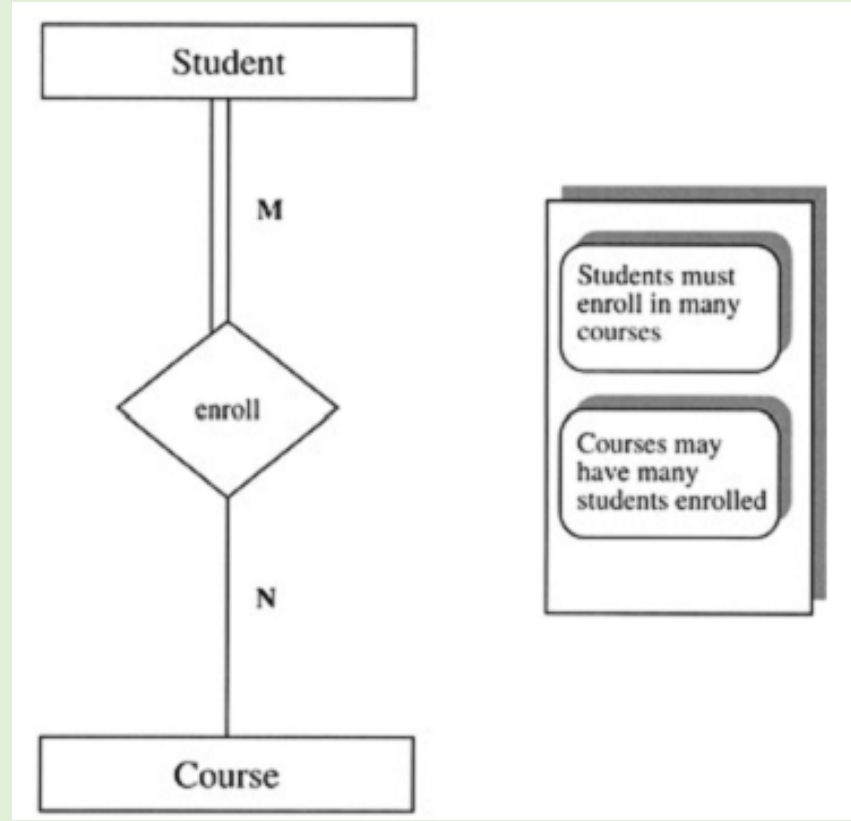 Student
M
enroll
N
Course
Students must
enroll in many
courses
Courses may
have many
students enrolled